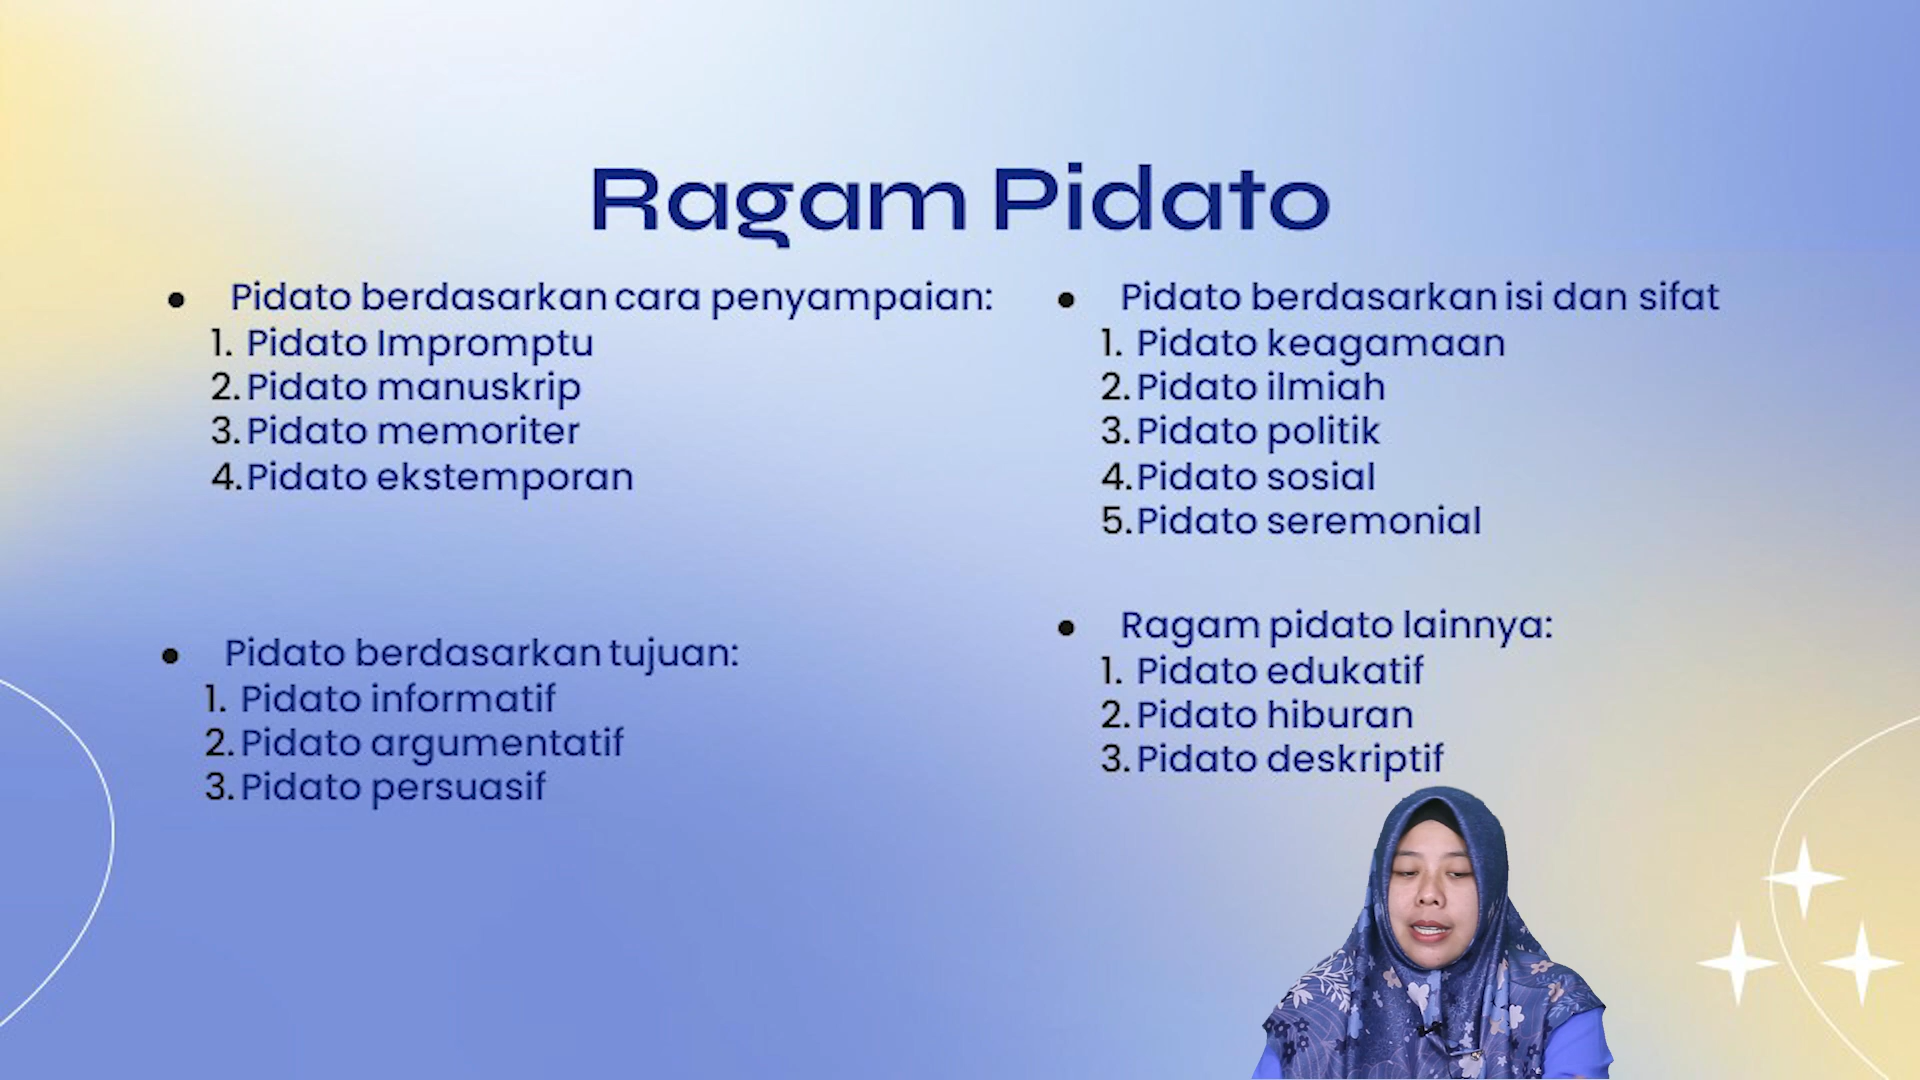 Ragam Pidato
● Pidato berdasarkan cara penyampaian:
1. Pidato Impromptu
2. Pidato manuskrip
3. Pidato memoriter
4. Pidato ekstemporan
● Pidato berdasarkan tujuan:
1. Pidato informatif
2. Pidato argumentatif
3. Pidato persuasif
● Pidato berdasarkan isi dan sifat
1. Pidato keagamaan
2. Pidato ilmiah
3. Pidato politik
4. Pidato sosial
5. Pidato seremonial
● Ragam pidato lainnya:
1. Pidato edukatif
2. Pidato hiburan
3. Pidato deskriptif